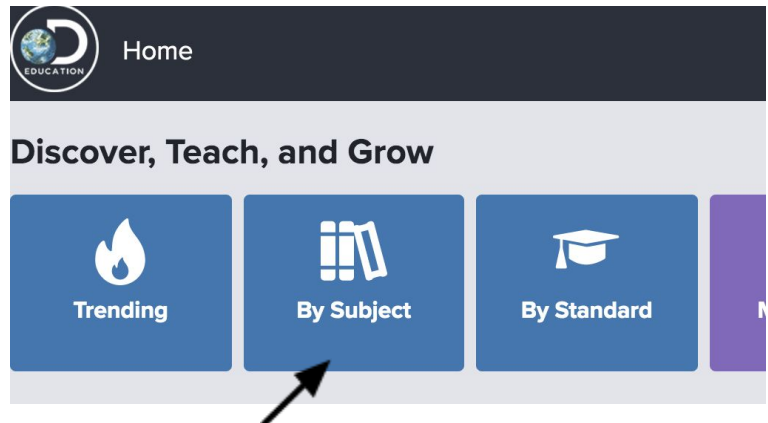 EDUCATION
Home
Discover, Teach, and Grow
Trending
By Subject
By Standard